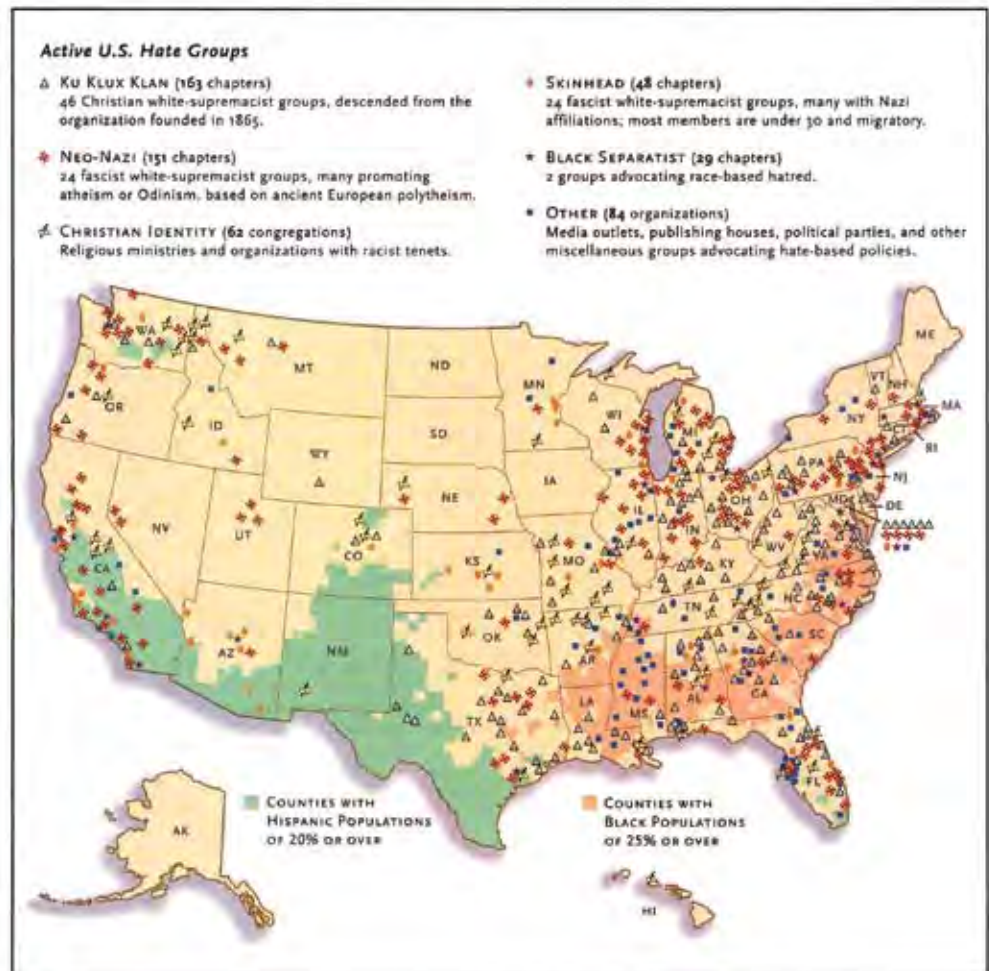 Active U.S. Hate Groups
KU KLUX KLAN (163 chapters)
46 Christian white-supremacist groups, descended from the
organization founded in 1865.
NEO-NAZI (151 chapters)
24 fascist white-supremacist groups, many promoting
atheism or Odinism, based on ancient European polytheism.
CHRISTIAN IDENTITY (62 congregations)
Religious ministries and organizations with racist tenets.
SKINHEAD (48 chapters)
24 fascist white-supremacist groups, many with Nazi
affiliations; most members are under 30 and migratory.
BLACK SEPARATIST (29 chapters)
2 groups advocating race-based hatred.
OTHER (84 organizations)
Media outlets, publishing houses, political parties, and other
miscellaneous groups advocating hate-based policies.
WA
MT
ND
MN
ME
VT
NH
OR
ID
SD
WI
MI
NY
MA
CT
RI
WY
IA
PA
NJ
NV
UT
NE
IL
IN
OH
MD
DE
CA
CO
KS
MO
KY
WV
VA
AZ
NM
OK
AR
TN
NC
SC
TX
LA
MS
AL
GA
FL
AK
HI
COUNTIES WITH
HISPANIC POPULATIONS
OF 20% OR OVER
COUNTIES WITH
BLACK POPULATIONS
OF 25% OR OVER